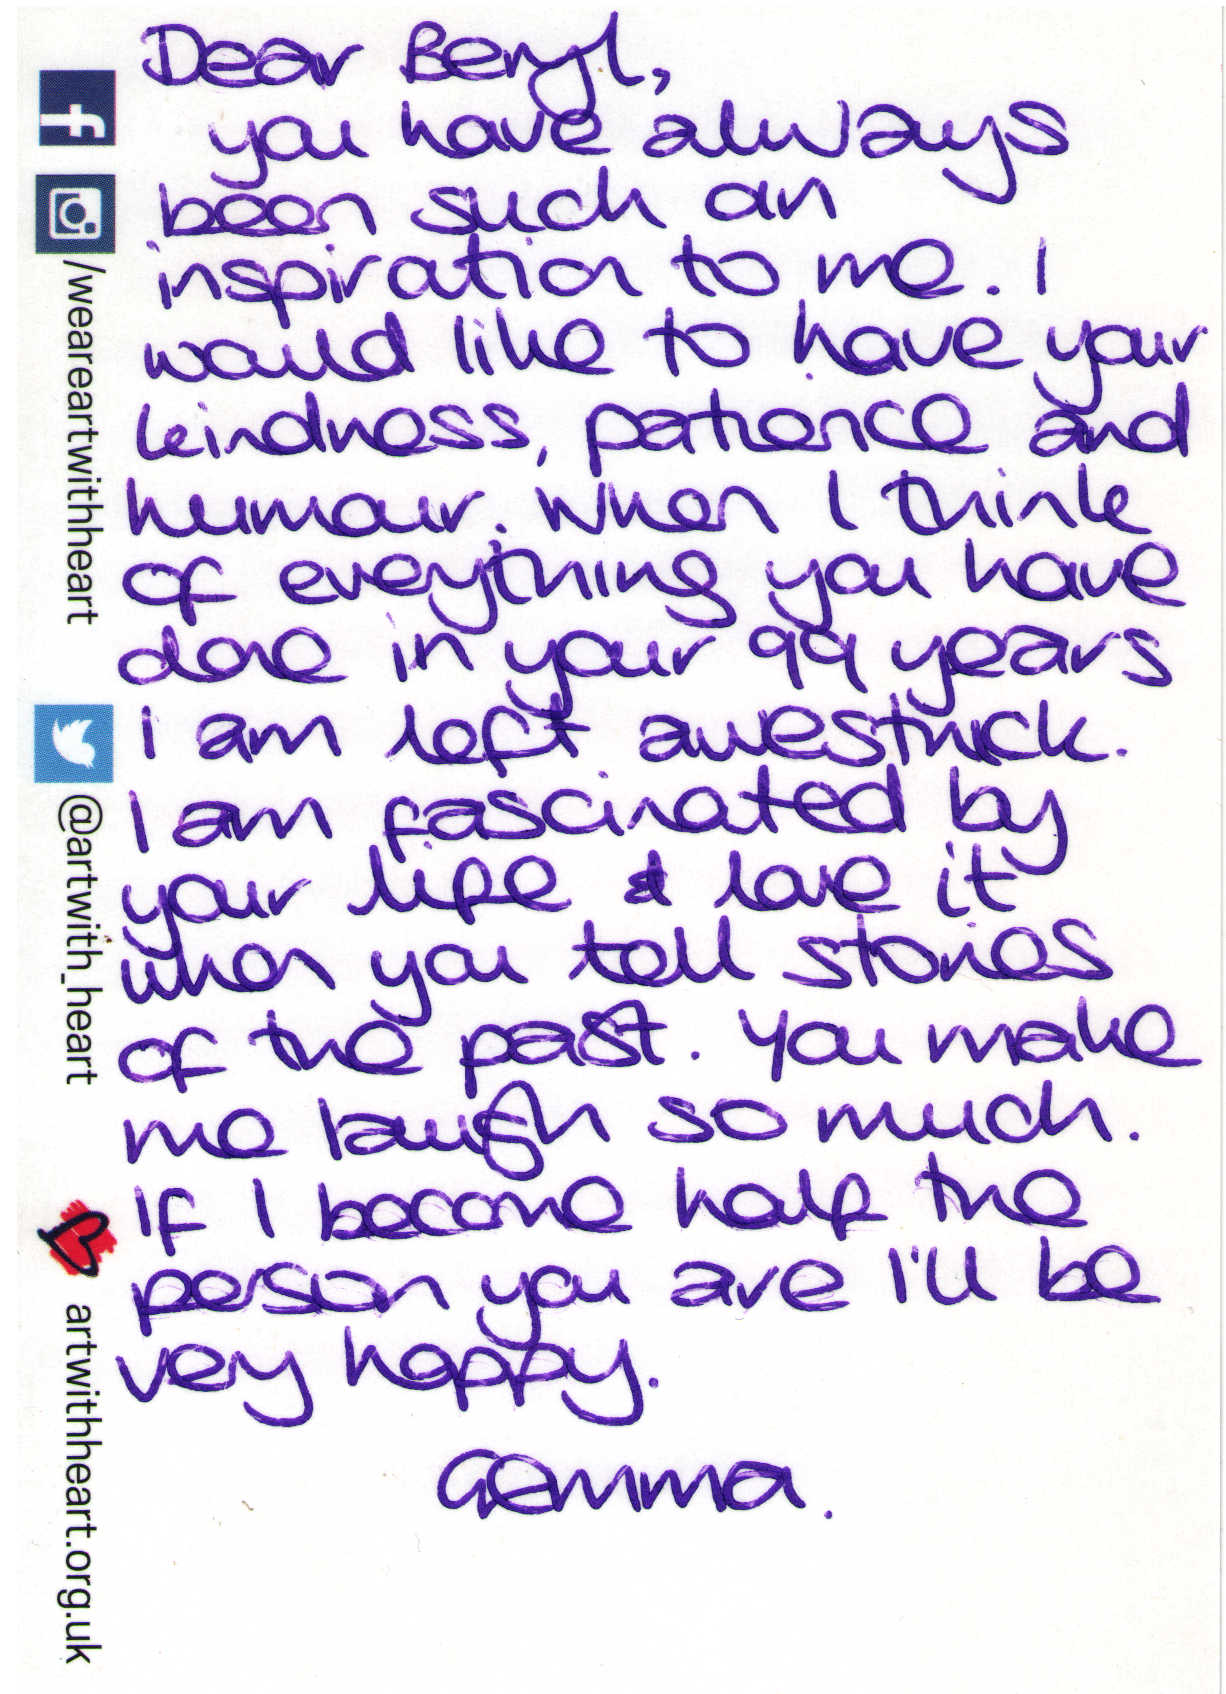 Dear Beryl,
you have always
been such an
inspiration to me. I
would like to have your
kindness, patience and
humour. When I think
of everything you have
done in your 99 years
I am left awestruck.
I am fascinated by
your life & love it
when you tell stories
of the past. You make
me laugh so much.
If I become half the
person you are I'll be
very happy.
Gemma.
/weareartwithheart
@artwith_heart
artwithheart.org.uk